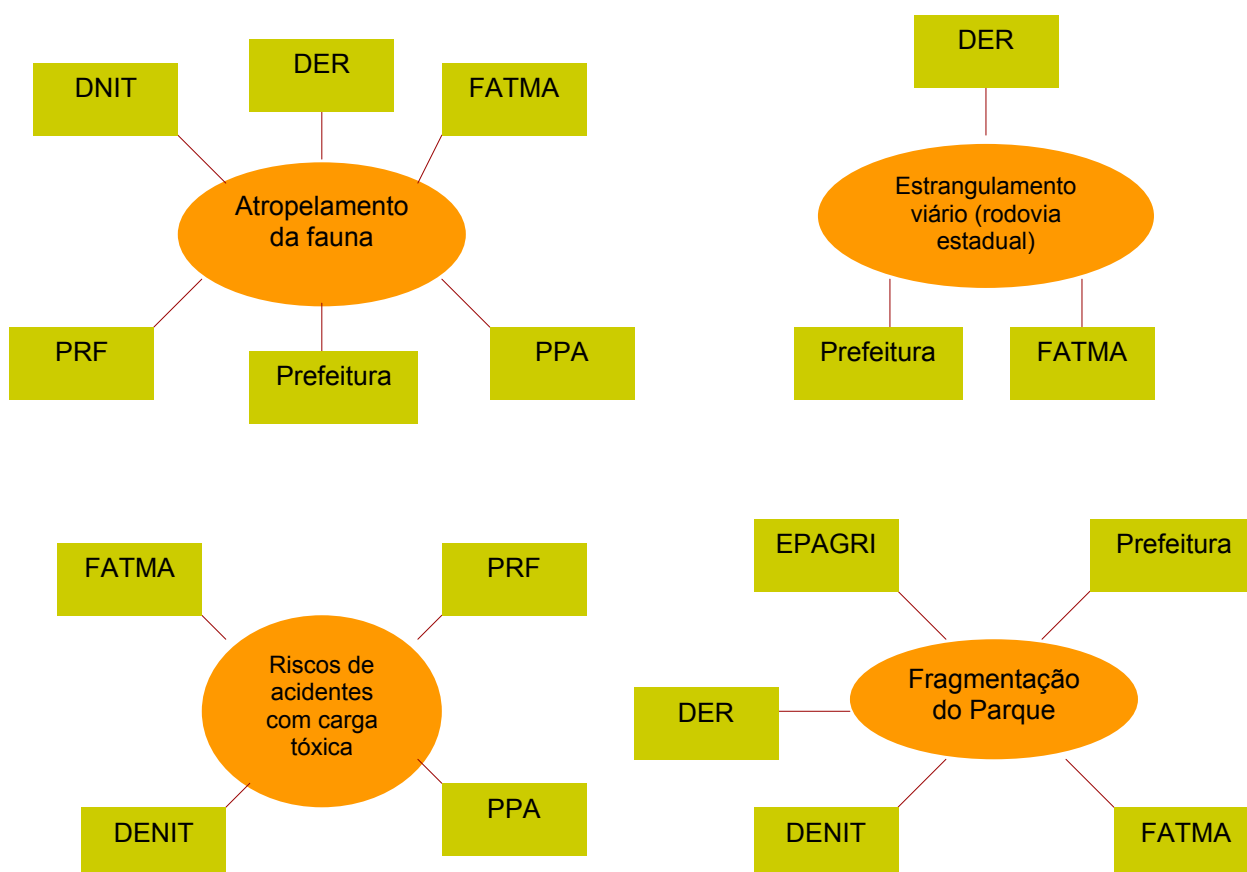 DNIT
DER
FATMA
Atropelamento
da fauna
PRF
Prefeitura
PPA
DER
Estrangulamento
viário (rodovia
estadual)
Prefeitura
FATMA
FATMA
PRF
Riscos de
acidentes
com carga
tóxica
DENIT
PPA
EPAGRI
Prefeitura
DER
Fragmentação
do Parque
DENIT
FATMA